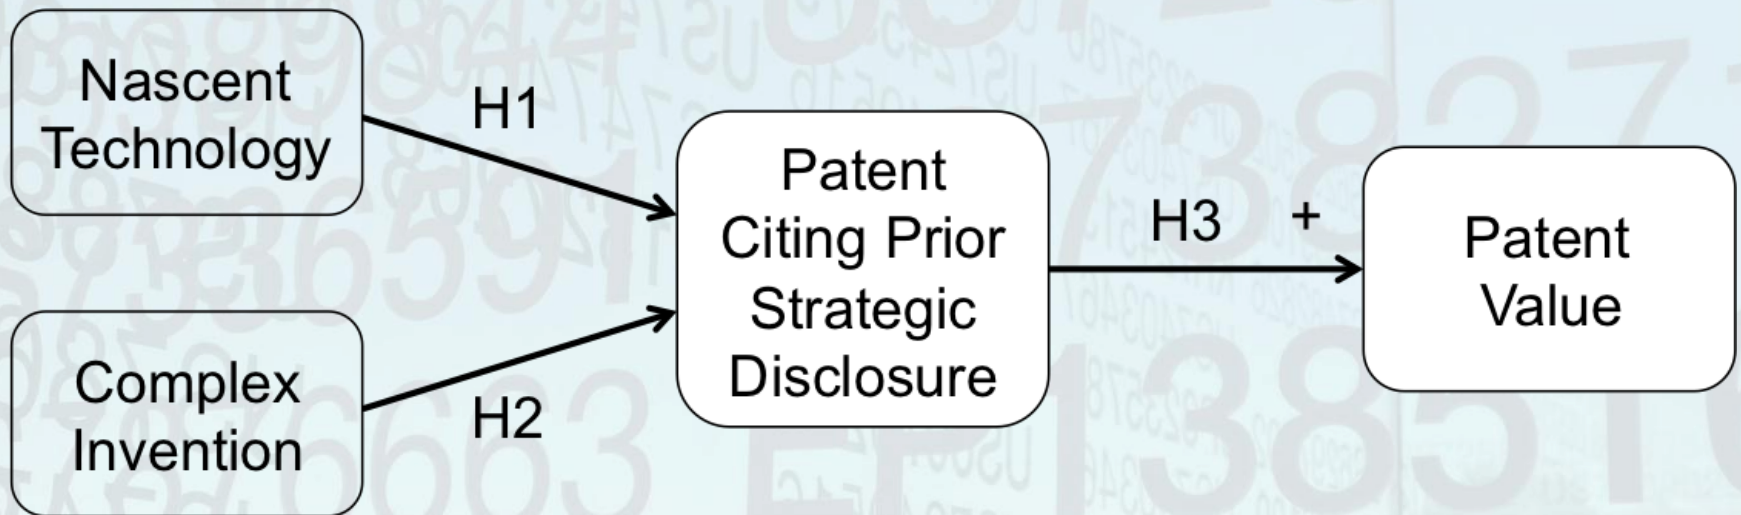 Nascent
Technology
H1
Complex
Invention
H2
Patent
Citing Prior
Strategic
Disclosure
H3 +
Patent
Value